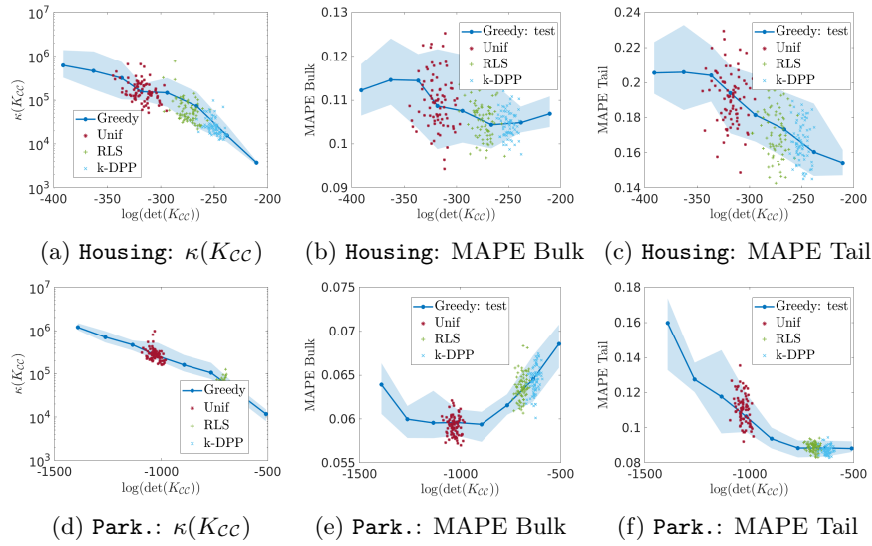 10^7
10^6
10^5
10^4
10^3
κ(K_CC)
Greedy
Unif
RLS
k-DPP
-400 -350 -300 -250 -200
log(det(K_CC))
(a) Housing: κ(K_CC)
0.13
0.12
0.11
0.1
0.09
MAPE Bulk
Greedy: test
Unif
RLS
k-DPP
-400 -350 -300 -250 -200
log(det(K_CC))
(b) Housing: MAPE Bulk
0.24
0.22
0.2
0.18
0.16
0.14
MAPE Tail
Greedy: test
Unif
RLS
k-DPP
-400 -350 -300 -250 -200
log(det(K_CC))
(c) Housing: MAPE Tail
10^7
10^6
10^5
10^4
10^3
κ(K_CC)
Greedy
Unif
RLS
k-DPP
-1500 -1000 -500
log(det(K_CC))
(d) Park.: κ(K_CC)
0.075
0.07
0.065
0.06
0.055
MAPE Bulk
Greedy: test
Unif
RLS
k-DPP
-1500 -1000 -500
log(det(K_CC))
(e) Park.: MAPE Bulk
0.18
0.16
0.14
0.12
0.1
0.08
MAPE Tail
Greedy: test
Unif
RLS
k-DPP
-1500 -1000 -500
log(det(K_CC))
(f) Park.: MAPE Tail